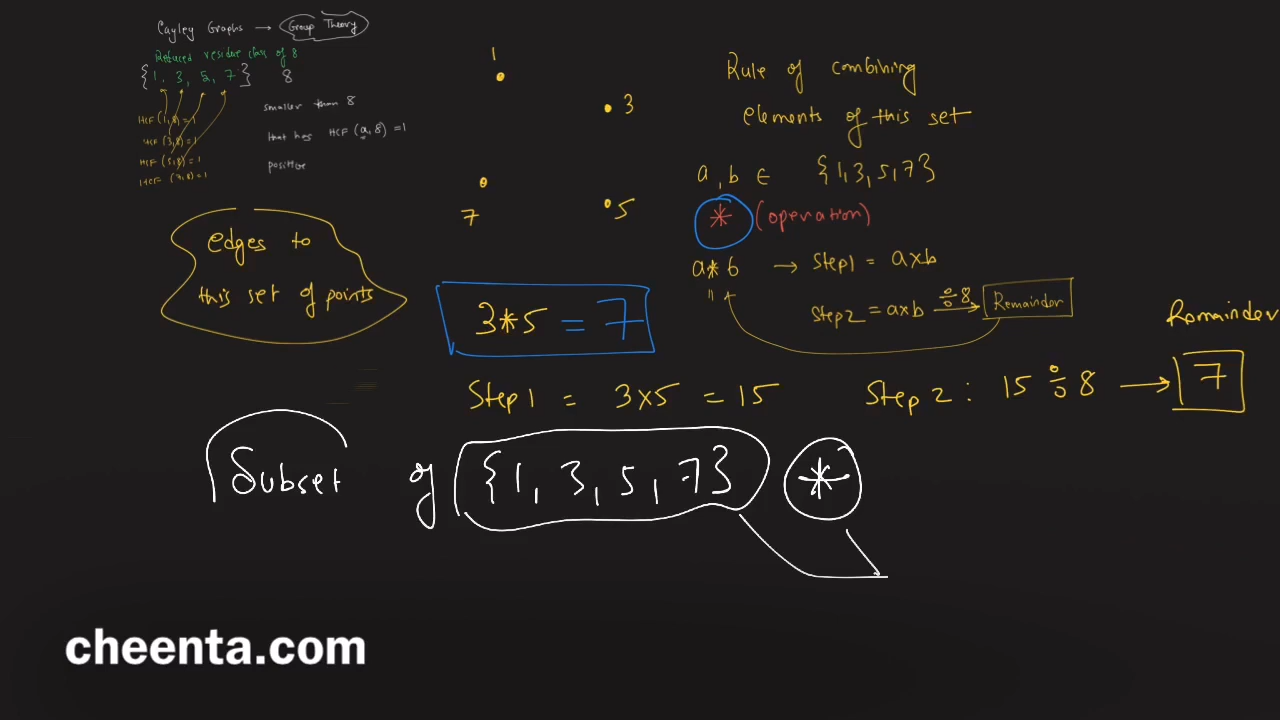 Cayley Graphs → Group Theory
Reduced residue class of 8
{1, 3, 5, 7} 8
smaller than 8
that has HCF (a,8) = 1
positive
HCF (1,8) = 1
HCF (3,8) = 1
HCF (5,8) = 1
HCF (7,8) = 1
edges to
this set of points
1
3
7
5
Rule of combining
elements of this set
a, b ∈ {1, 3, 5, 7}
* (operation)
a * b → Step1 = a×b
"
Step 2 = a×b ÷8 → Remainder
3*5 = 7
Remainder
Step 1 = 3×5 = 15
Step 2 : 15 ÷ 8 → 7
Subset of {1, 3, 5, 7} *
cheenta.com